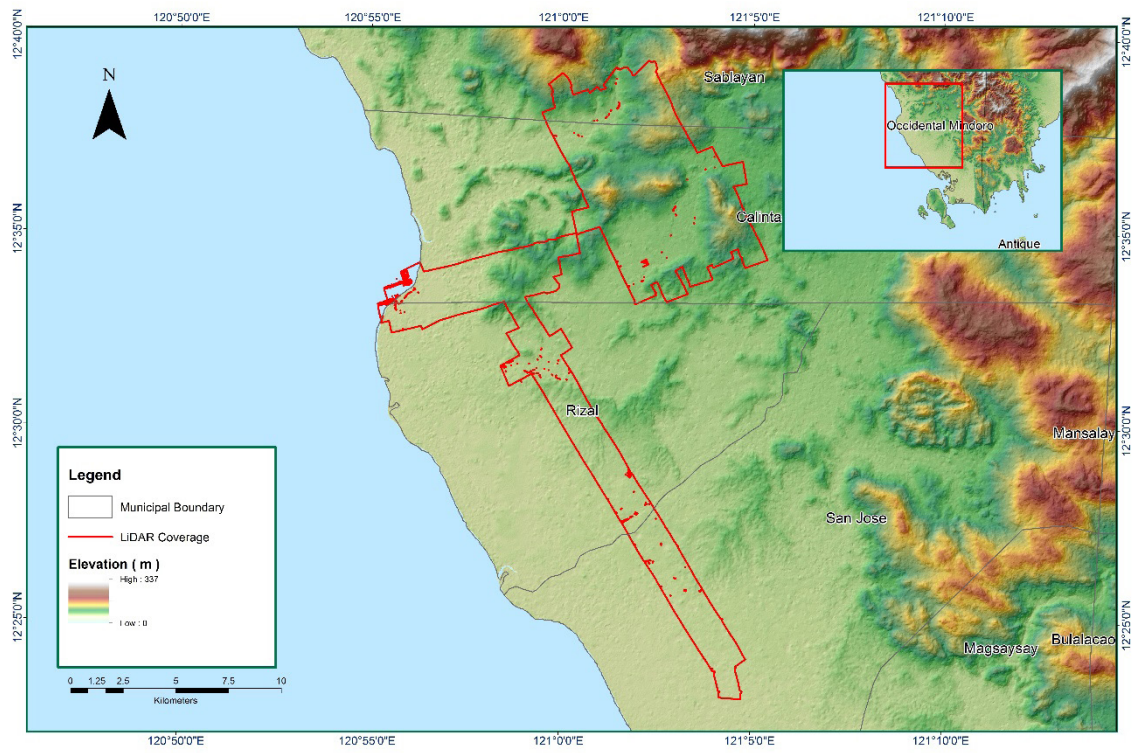 120°50'0"E 120°55'0"E 121°0'0"E 121°5'0"E 121°10'0"E
12°40'0"N
12°40'0"N
N
Sablayan
Occidental Mindoro
Calinta
Antique
12°35'0"N
12°35'0"N
Rizal
12°30'0"N
12°30'0"N
Mansalay
San Jose
Legend
Municipal Boundary
LiDAR Coverage
Elevation ( m )
High : 337
Low : 0
12°25'0"N
12°25'0"N
Magsaysay
Bulalacao
0 1.25 2.5 5 7.5 10
Kilometers
120°50'0"E 120°55'0"E 121°0'0"E 121°5'0"E 121°10'0"E